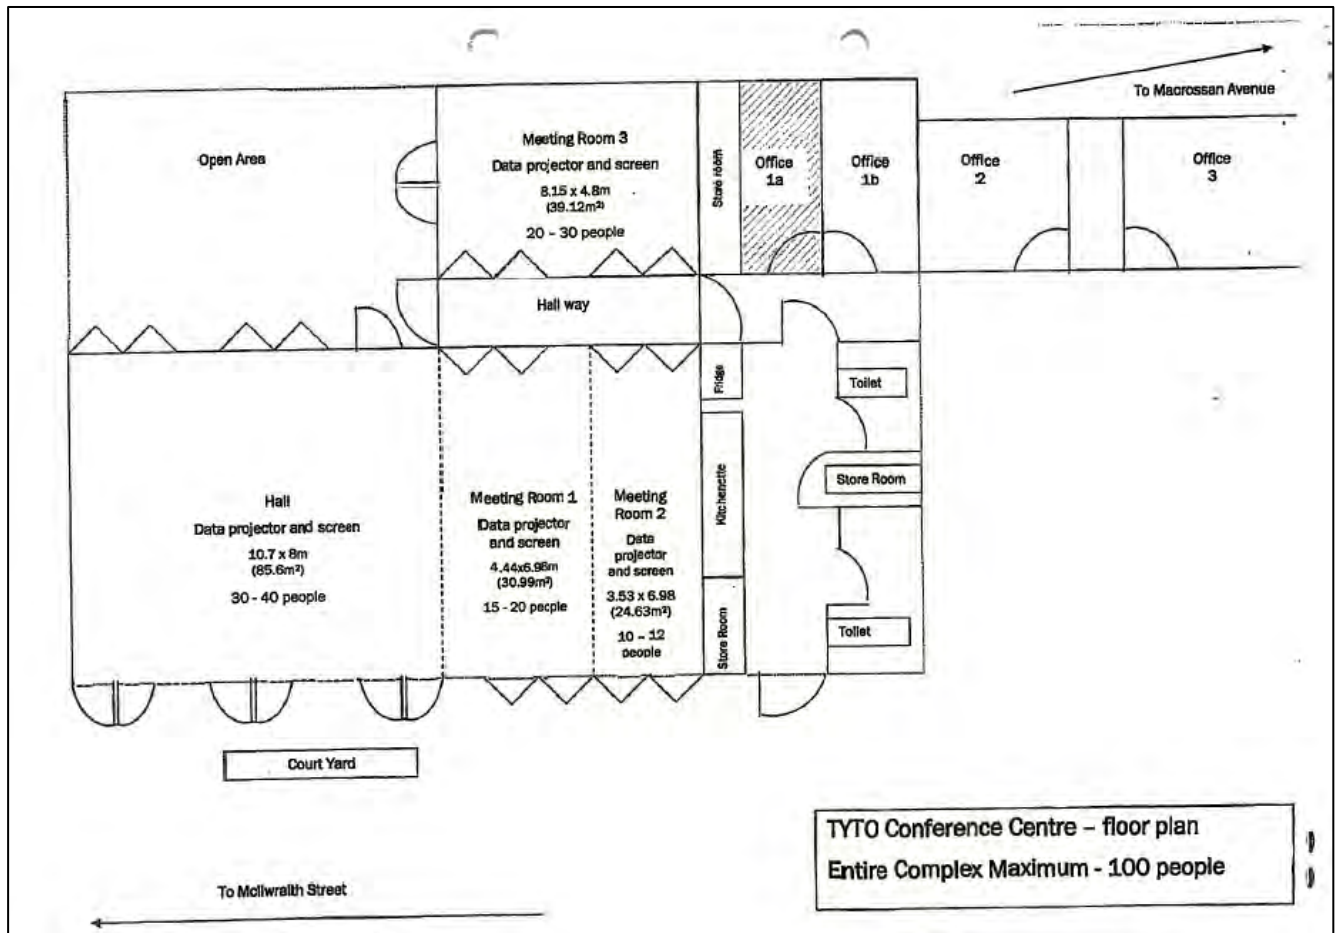 To Macrossan Avenue
Open Area
Meeting Room 3
Data projector and screen
8.15 x 4.8m
(39.12m²)
20 – 30 people
Store room
Office
1a
Office
1b
Office
2
Office
3
Hall way
Fridge
Toilet
Kitchenette
Store Room
Hall
Data projector and screen
10.7 x 8m
(85.6m²)
30 - 40 people
Meeting Room 1
Data projector
and screen
4.44x6.98m
(30.99m²)
15 - 20 people
Meeting
Room 2
Data
projector
and screen
3.53 x 6.98
(24.63m²)
10 – 12
people
Store Room
Toilet
Court Yard
TYTO Conference Centre – floor plan
Entire Complex Maximum - 100 people
To McIlwraith Street